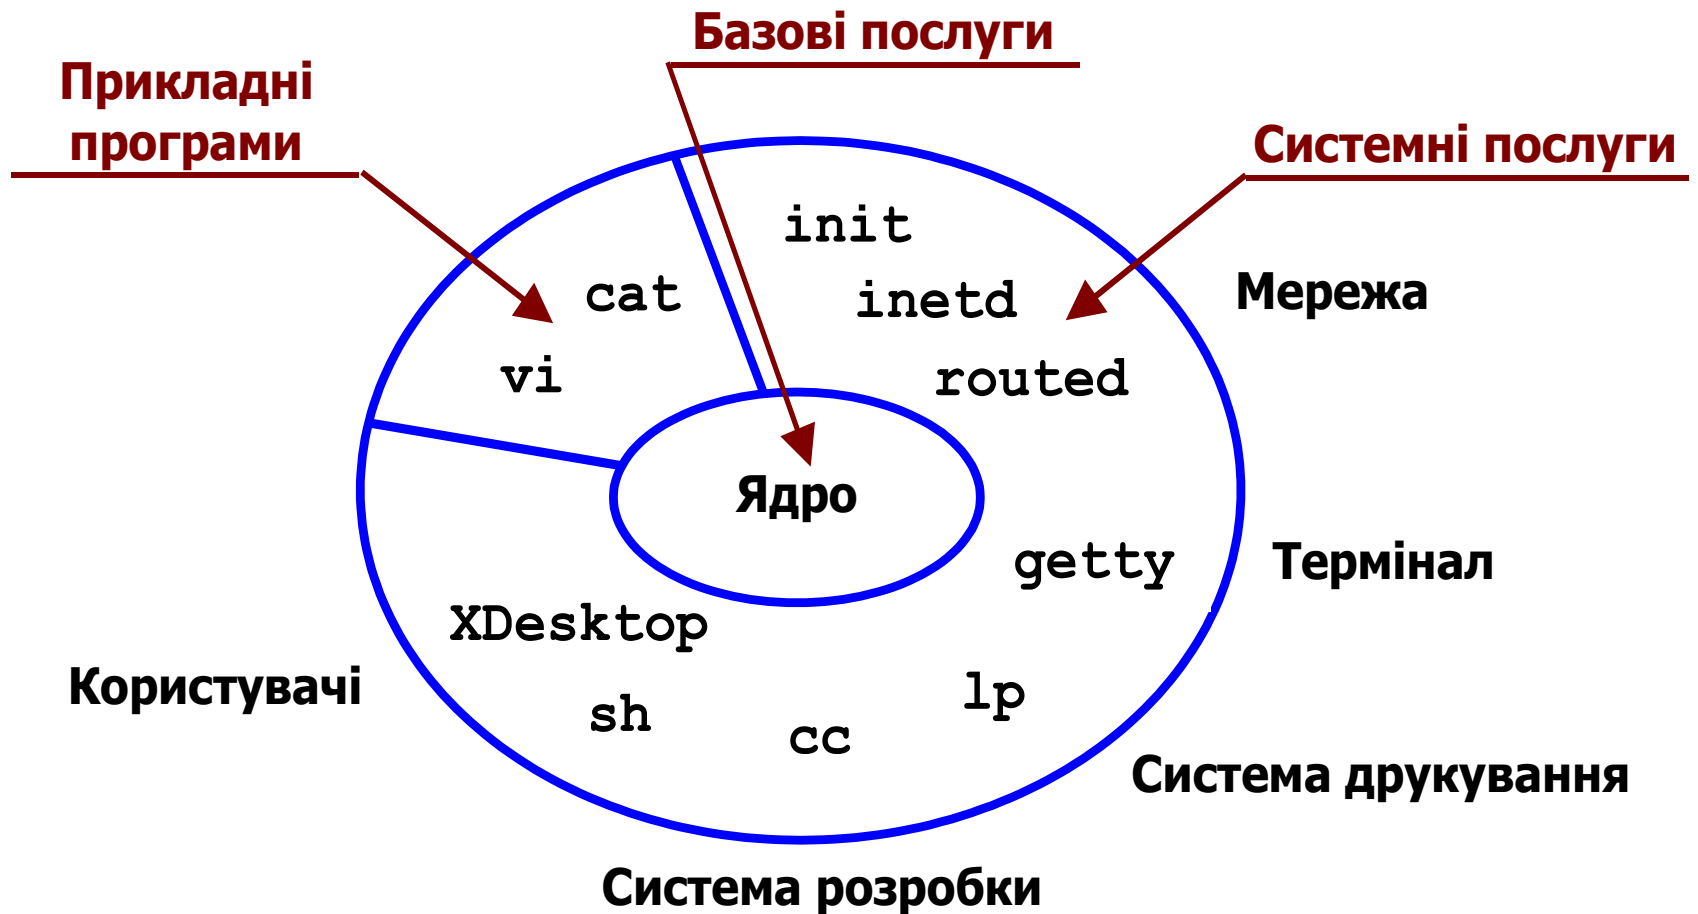 Базові послуги
Прикладні
програми
Системні послуги
init
cat
inetd
Мережа
vi
routed
Ядро
getty
Термінал
XDesktop
Користувачі
lp
sh
cc
Система друкування
Система розробки